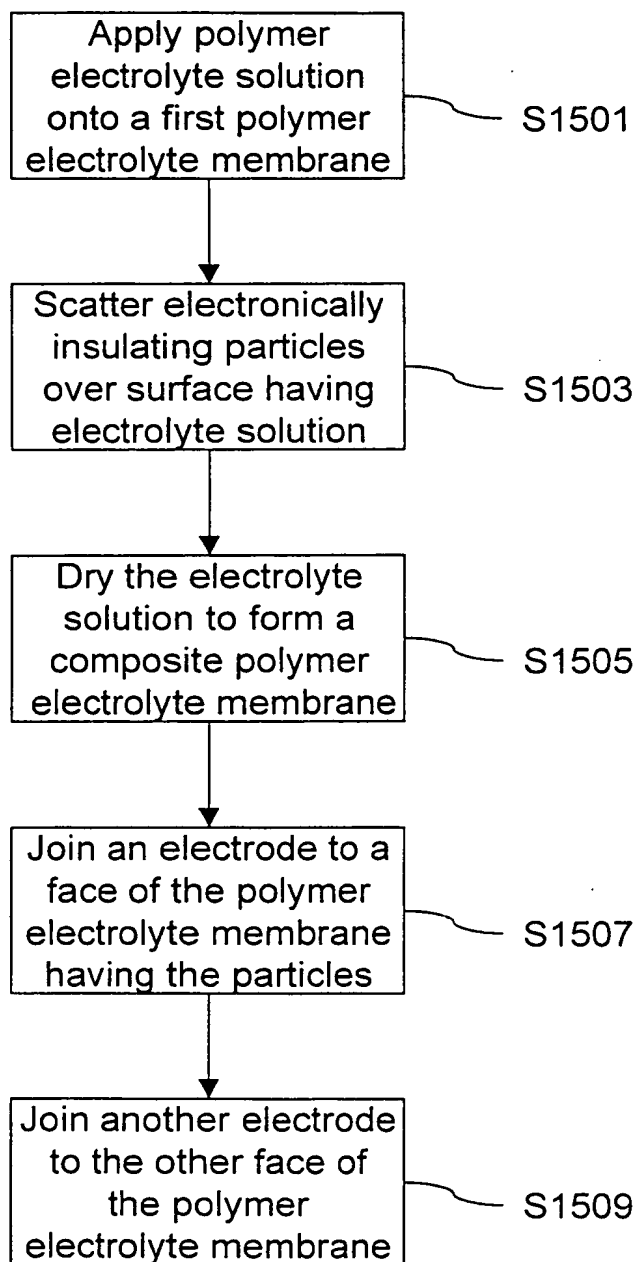 Apply polymer
electrolyte solution
onto a first polymer
electrolyte membrane
S1501
Scatter electronically
insulating particles
over surface having
electrolyte solution
S1503
Dry the electrolyte
solution to form a
composite polymer
electrolyte membrane
S1505
Join an electrode to a
face of the polymer
electrolyte membrane
having the particles
S1507
Join another electrode
to the other face of
the polymer
electrolyte membrane
S1509